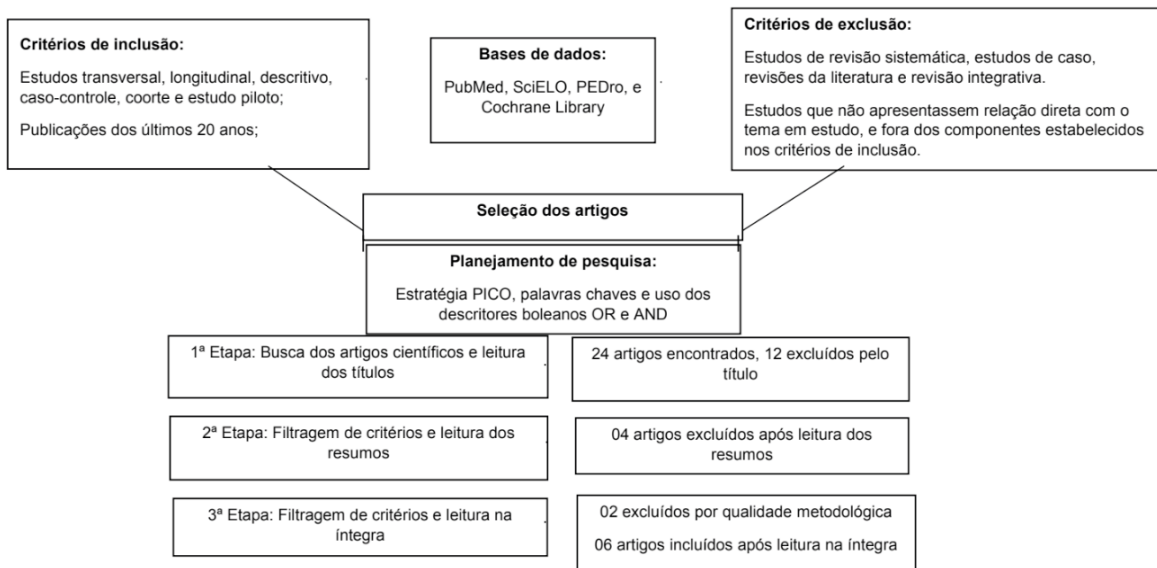 Critérios de inclusão:
Estudos transversal, longitudinal, descritivo,
caso-controle, coorte e estudo piloto;
Publicações dos últimos 20 anos;
Bases de dados:
PubMed, SciELO, PEDro, e
Cochrane Library
Critérios de exclusão:
Estudos de revisão sistemática, estudos de caso,
revisões da literatura e revisão integrativa.
Estudos que não apresentassem relação direta com o
tema em estudo, e fora dos componentes estabelecidos
nos critérios de inclusão.
Seleção dos artigos
Planejamento de pesquisa:
Estratégia PICO, palavras chaves e uso dos
descritores boleanos OR e AND
1ª Etapa: Busca dos artigos científicos e leitura
dos títulos
24 artigos encontrados, 12 excluídos pelo
título
2ª Etapa: Filtragem de critérios e leitura dos
resumos
04 artigos excluídos após leitura dos
resumos
3ª Etapa: Filtragem de critérios e leitura na
íntegra
02 excluídos por qualidade metodológica
06 artigos incluídos após leitura na íntegra